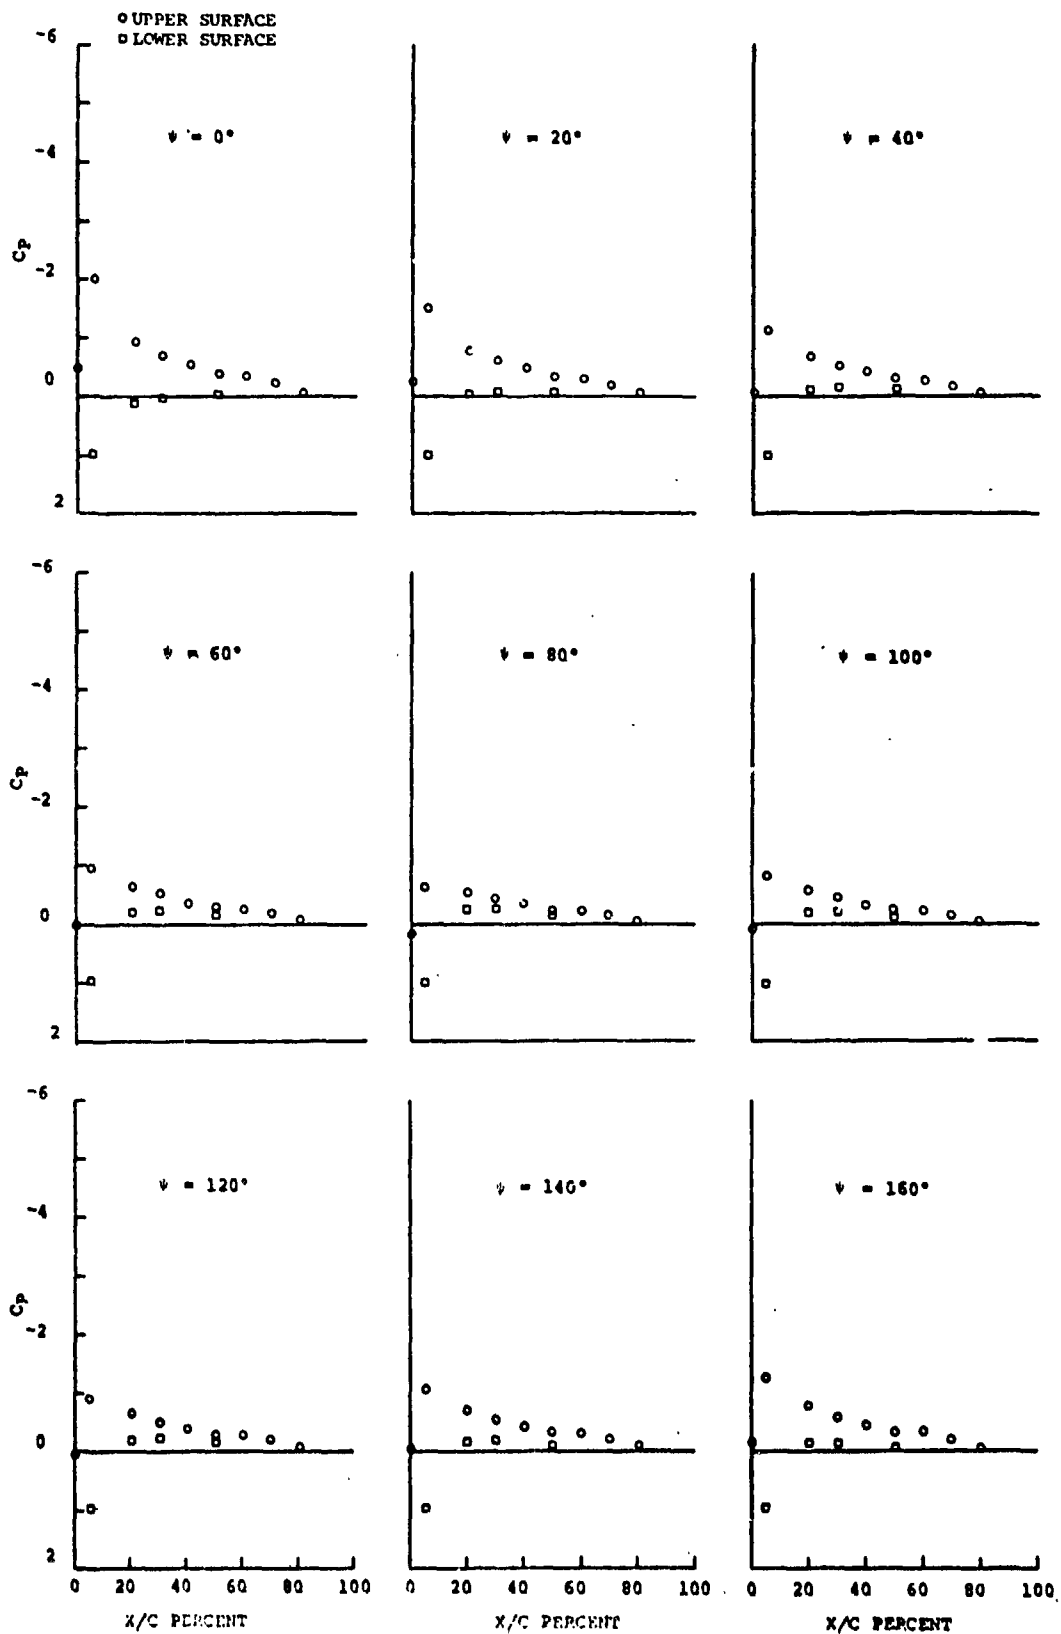 UPPER SURFACE
LOWER SURFACE
-6
-4
-2
0
2
Cp
ψ = 0°
ψ = 20°
ψ = 40°
-6
-4
-2
0
2
Cp
ψ = 60°
ψ = 80°
ψ = 100°
-6
-4
-2
0
2
Cp
ψ = 120°
ψ = 140°
ψ = 160°
0 20 40 60 80 100
0 20 40 60 80 100
0 20 40 60 80 100
X/C PERCENT
X/C PERCENT
X/C PERCENT